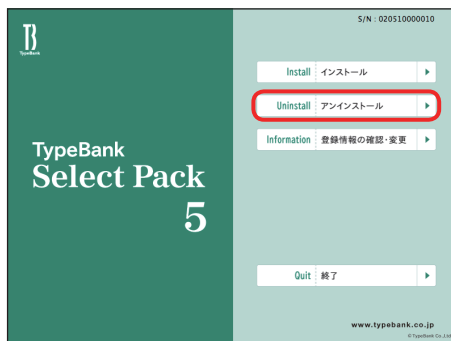 S/N : 020510000010
TB
TypeBank
Install インストール
Uninstall アンインストール
Information 登録情報の確認・変更
TypeBank
Select Pack
5
Quit 終了
www.typebank.co.jp
© TypeBank Co.,Ltd.